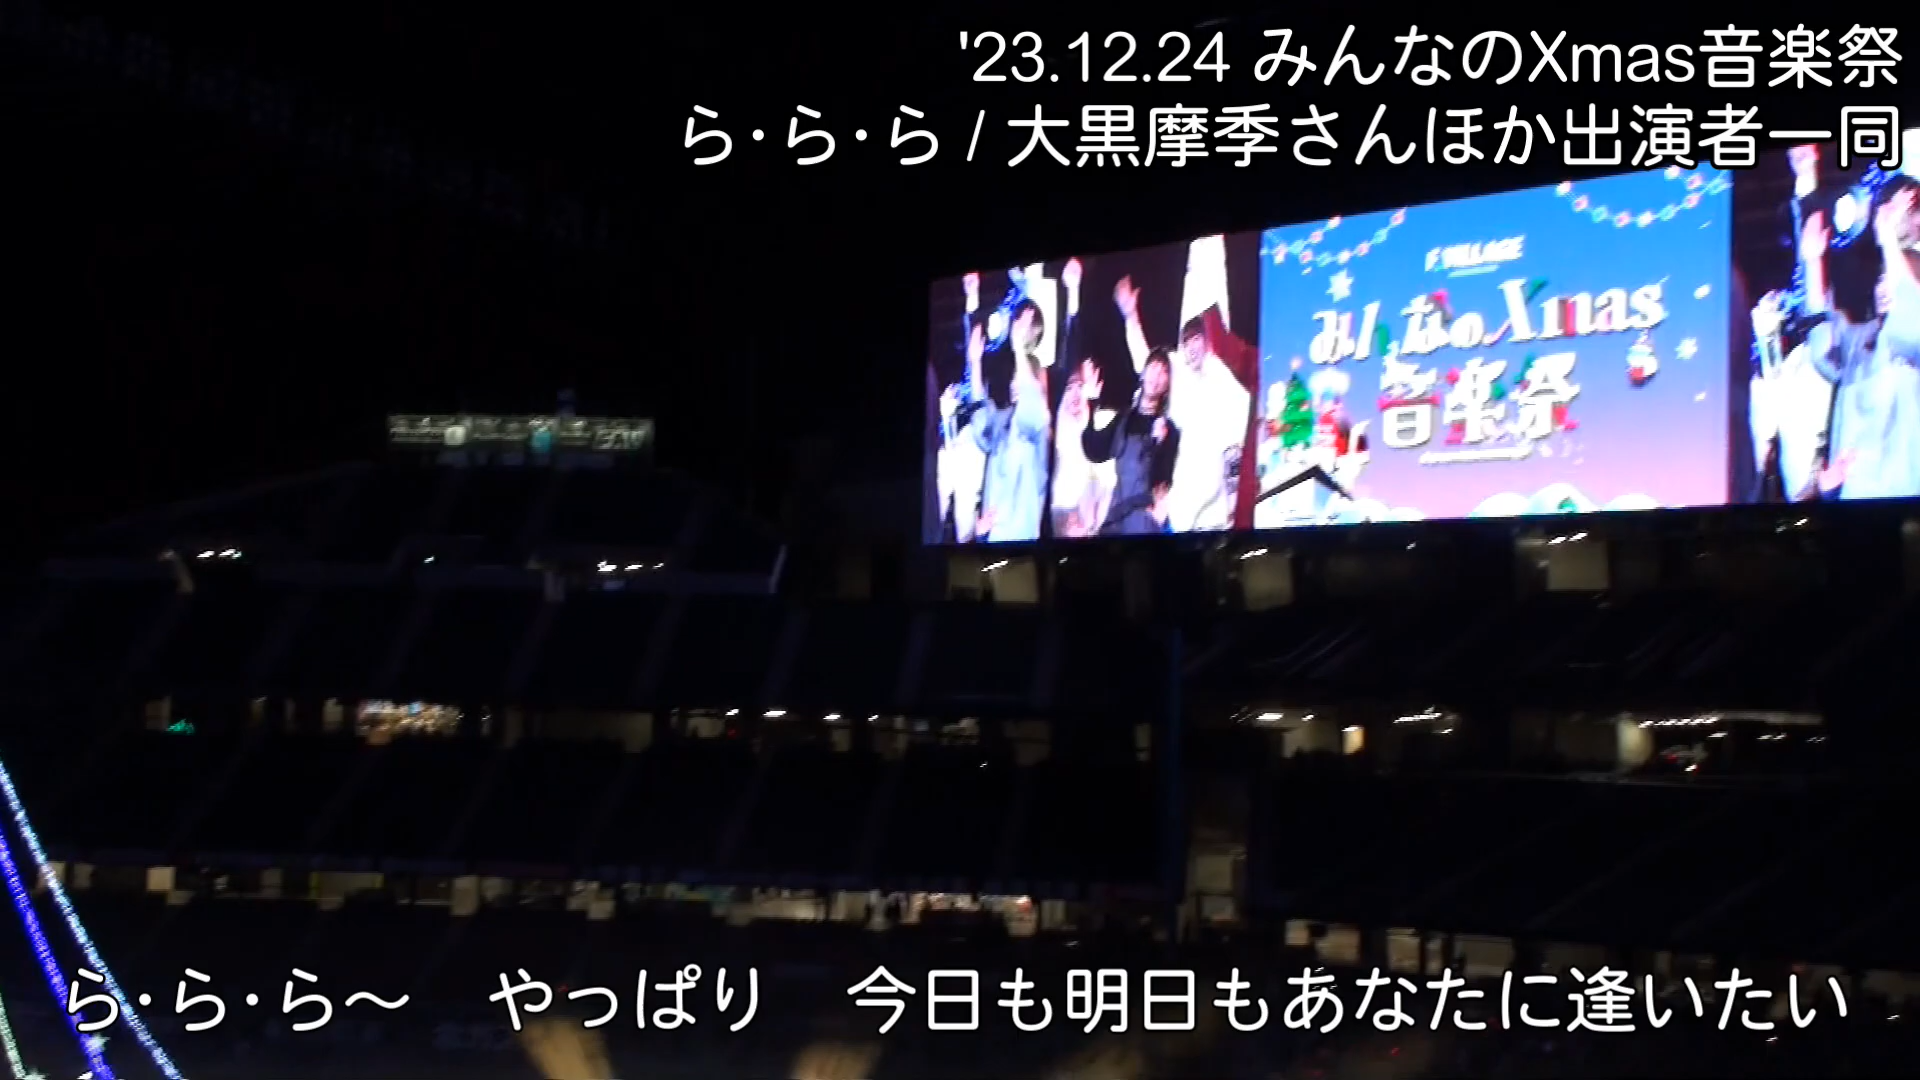 '23.12.24 みんなのXmas音楽祭
ら・ら・ら / 大黒摩季さんほか出演者一同
F VILLAGE
みんなのXmas
音楽祭
ら・ら・ら～　やっぱり　今日も明日もあなたに逢いたい